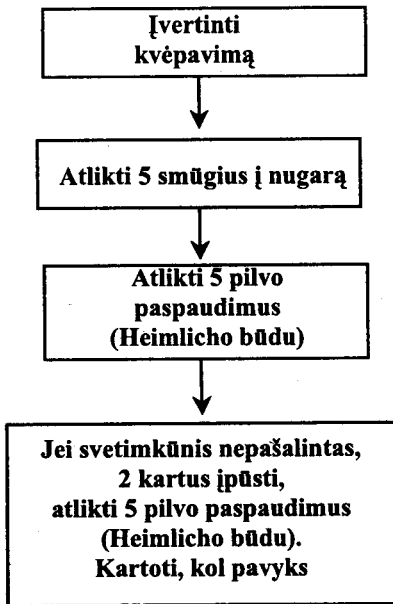 Įvertinti
kvėpavimą
Atlikti 5 smūgius į nugarą
Atlikti 5 pilvo
paspaudimus
(Heimlicho būdu)
Jei svetimkūnis nepašalintas,
2 kartus įpūsti,
atlikti 5 pilvo paspaudimus
(Heimlicho būdu).
Kartoti, kol pavyks